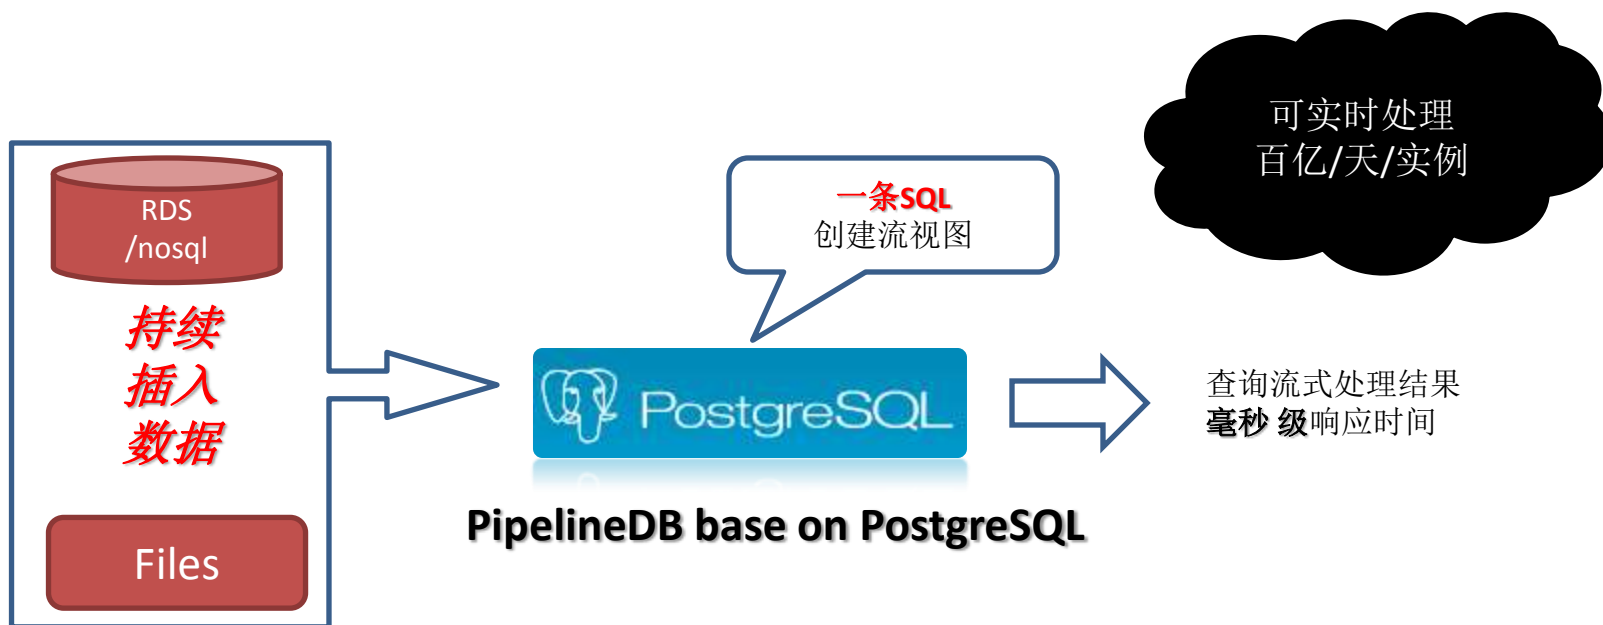 RDS
/nosql
持续
插入
数据
Files
一条SQL
创建流视图
PostgreSQL
PipelineDB base on PostgreSQL
可实时处理
百亿/天/实例
查询流式处理结果
毫秒 级响应时间